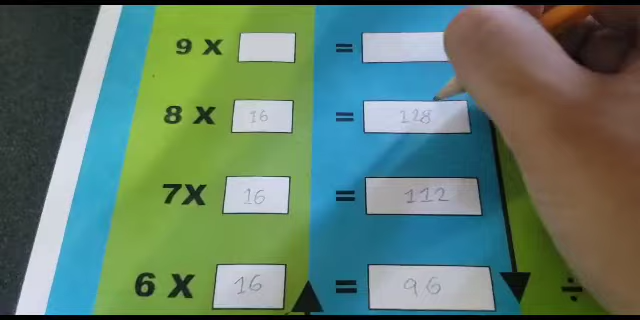 9 X =
8 X 16 = 128
7X 16 = 112
6 X 16 = 96
÷